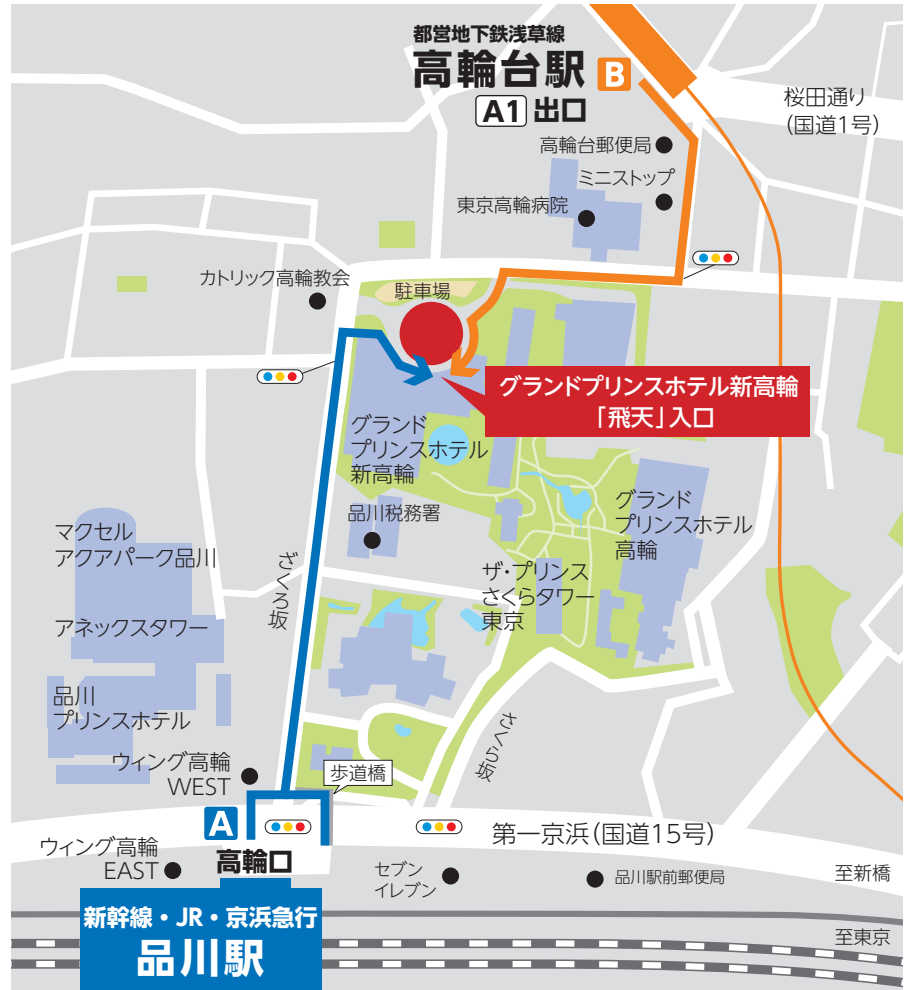 都営地下鉄浅草線
高輪台駅 B
A1 出口
桜田通り
(国道1号)
高輪台郵便局
ミニストップ
東京高輪病院
カトリック高輪教会
駐車場
グランドプリンスホテル新高輪
「飛天」入口
グランド
プリンスホテル
新高輪
品川税務署
グランド
プリンスホテル
高輪
マクセル
アクアパーク品川
ざくろ坂
ザ・プリンス
さくらタワー
東京
アネックスタワー
品川
プリンスホテル
さくら坂
ウィング高輪
WEST
歩道橋
A
高輪口
第一京浜(国道15号)
ウィング高輪
EAST
セブン
イレブン
品川駅前郵便局
至新橋
新幹線・JR・京浜急行
品川駅
至東京